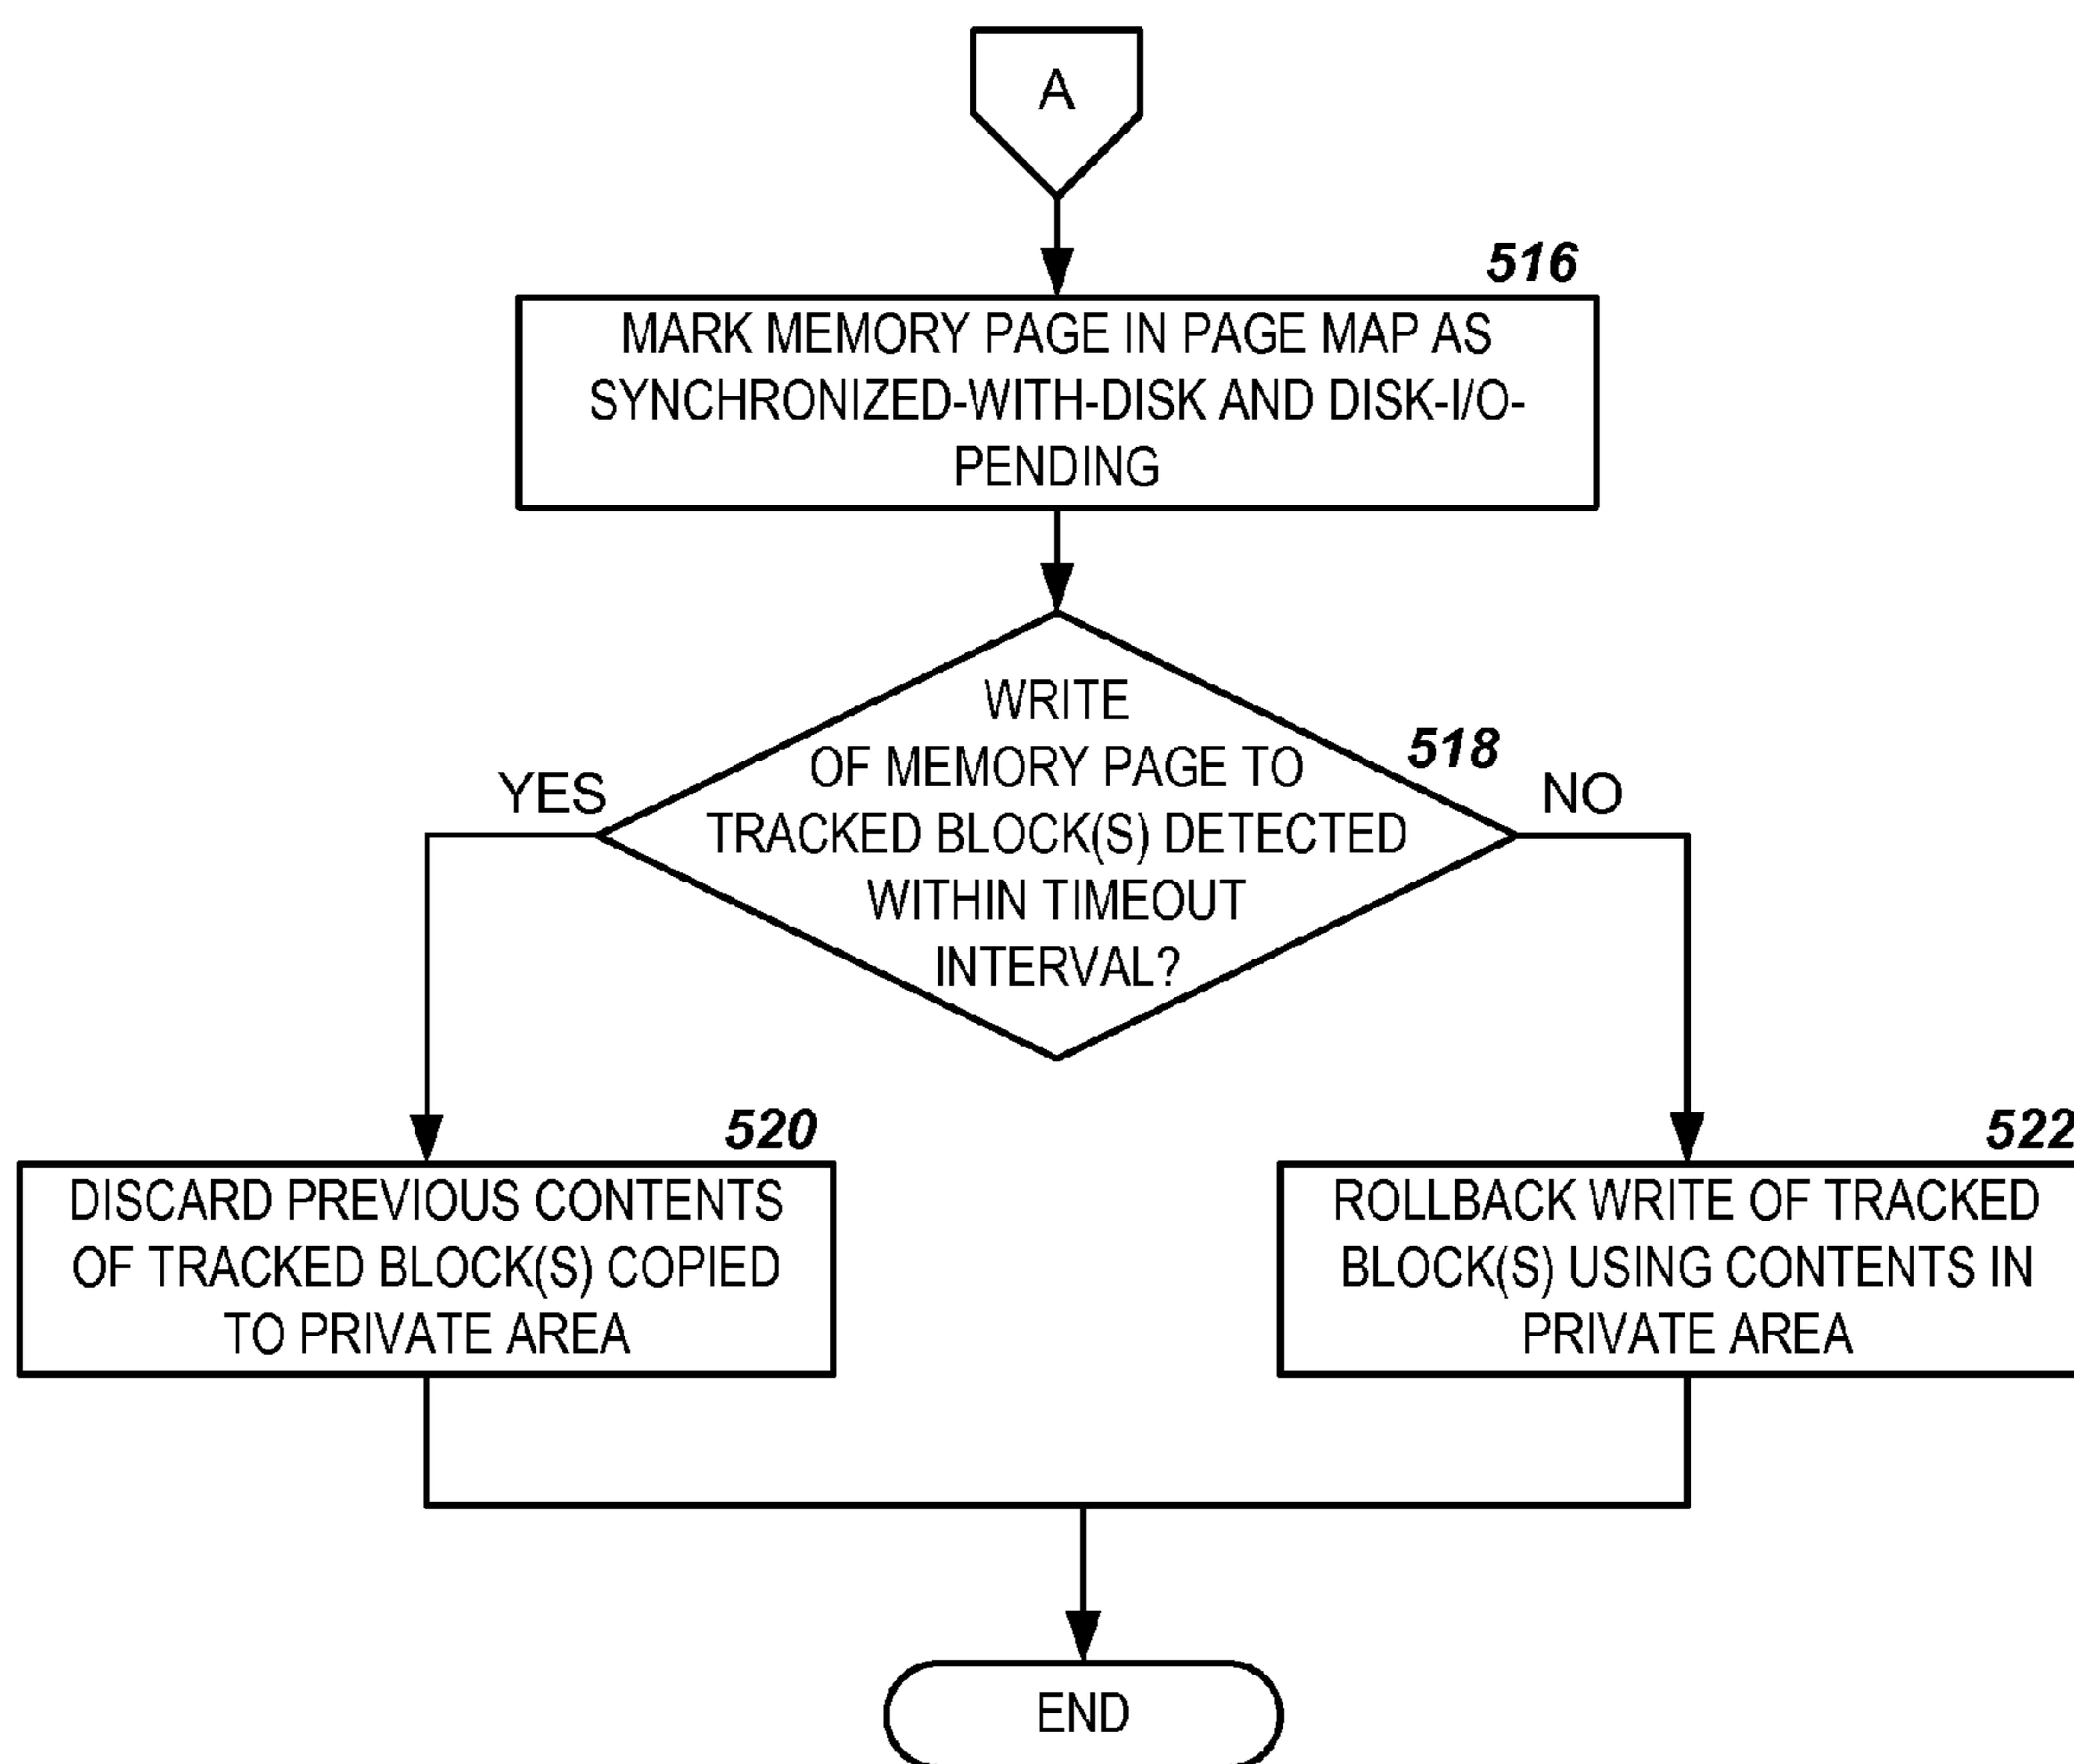 A
516
MARK MEMORY PAGE IN PAGE MAP AS
SYNCHRONIZED-WITH-DISK AND DISK-I/O-
PENDING
WRITE
OF MEMORY PAGE TO
TRACKED BLOCK(S) DETECTED
WITHIN TIMEOUT
INTERVAL?
518
YES
NO
520
DISCARD PREVIOUS CONTENTS
OF TRACKED BLOCK(S) COPIED
TO PRIVATE AREA
522
ROLLBACK WRITE OF TRACKED
BLOCK(S) USING CONTENTS IN
PRIVATE AREA
END